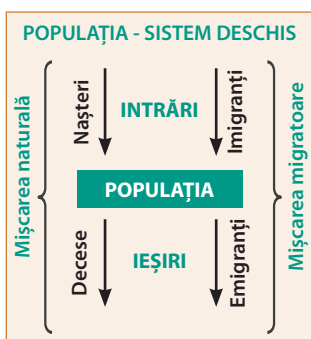 POPULAȚIA - SISTEM DESCHIS
Mișcarea naturală
Nașteri
INTRĂRI
Imigranți
Mișcarea migratoare
POPULAȚIA
Decese
IEȘIRI
Emigranți